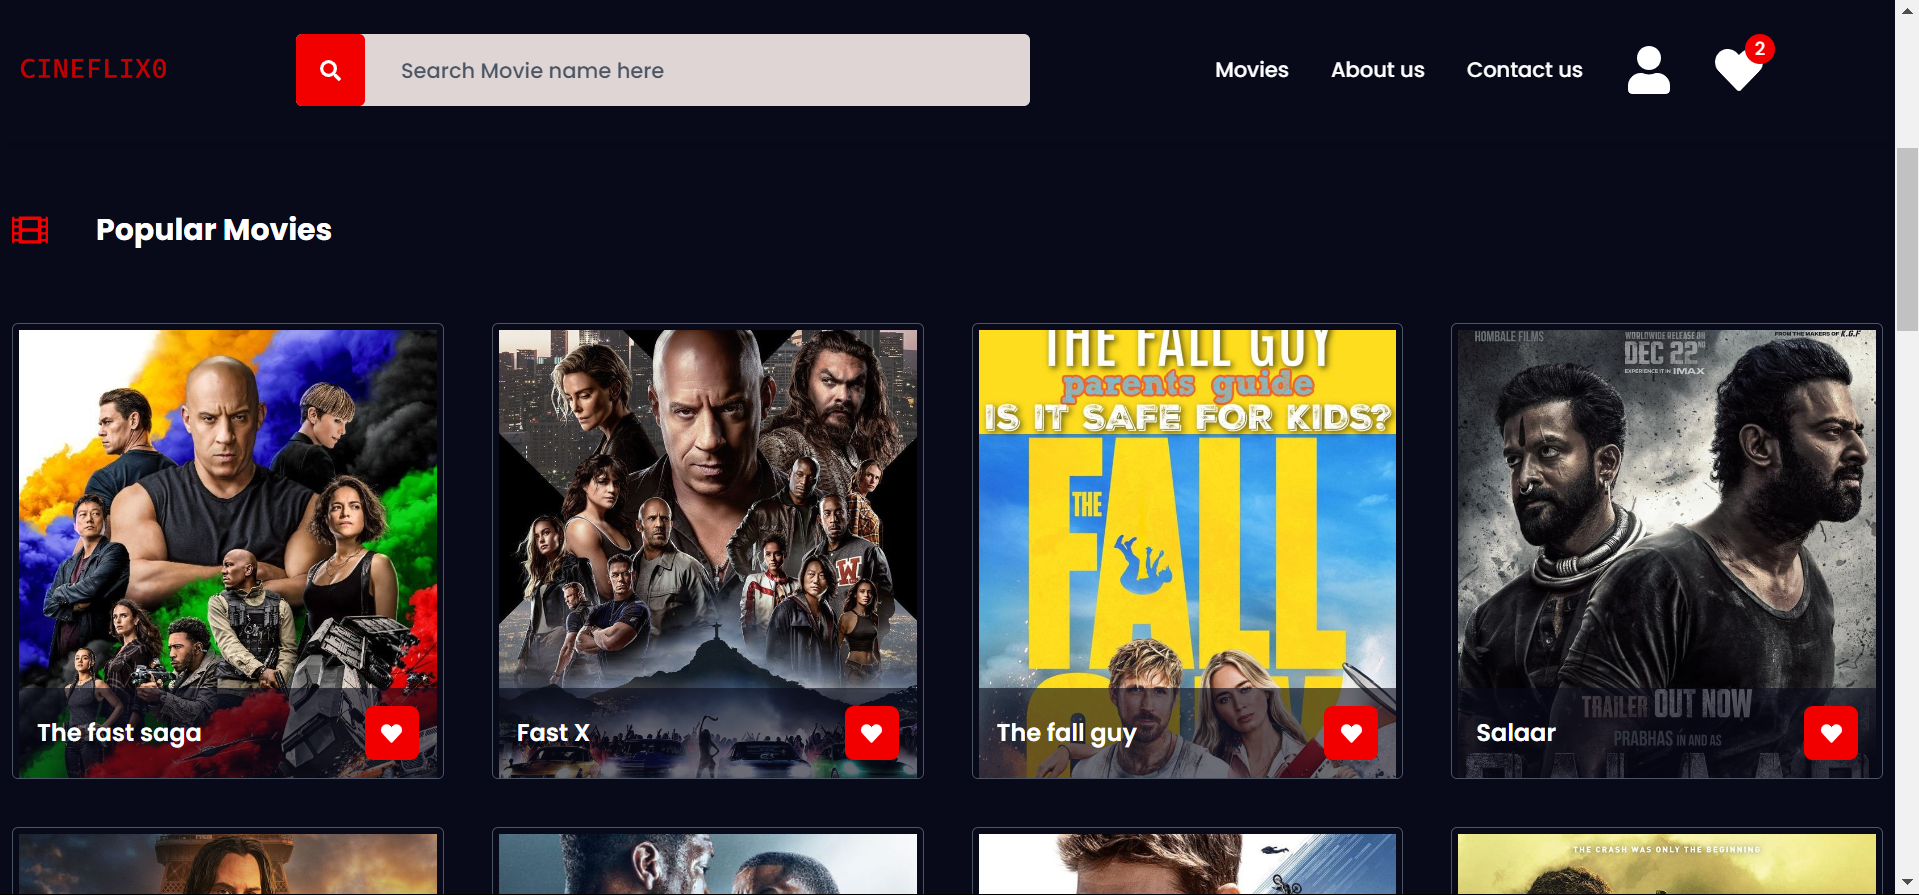 CINEFLIX0
Search Movie name here
Movies
About us
Contact us
2
Popular Movies
The fast saga
W
Fast X
THE FALL GUY
parents guide
IS IT SAFE FOR KIDS?
THE
FALL
GUY
The fall guy
HOMBALE FILMS
WORLDWIDE RELEASE ON
DEC 22
EXPERIENCE IT IN IMAX
FROM THE MAKERS OF K.G.F
TRAILER OUT NOW
PRABHAS IN AND AS
SALAAR
Salaar
THE CRASH WAS ONLY THE BEGINNING